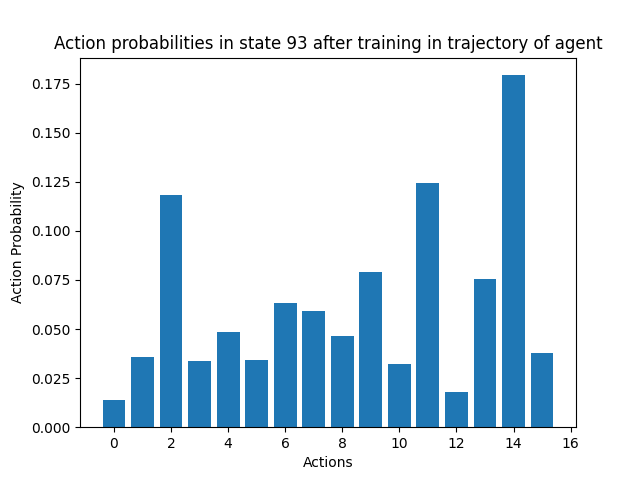 Action probabilities in state 93 after training in trajectory of agent
0.175
0.150
0.125
0.100
0.075
0.050
0.025
0.000
Action Probability
0 2 4 6 8 10 12 14 16
Actions